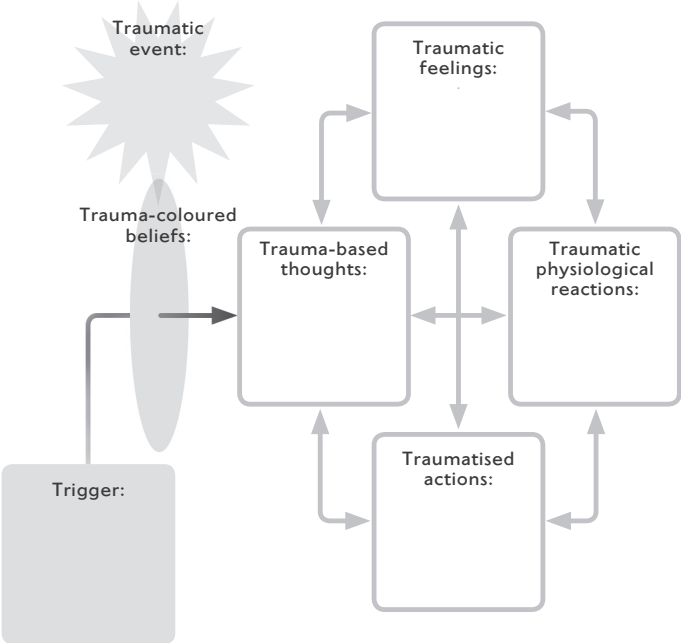 Traumatic
event:
Traumatic
feelings:
Trauma-coloured
beliefs:
Trauma-based
thoughts:
Traumatic
physiological
reactions:
Traumatised
actions:
Trigger: